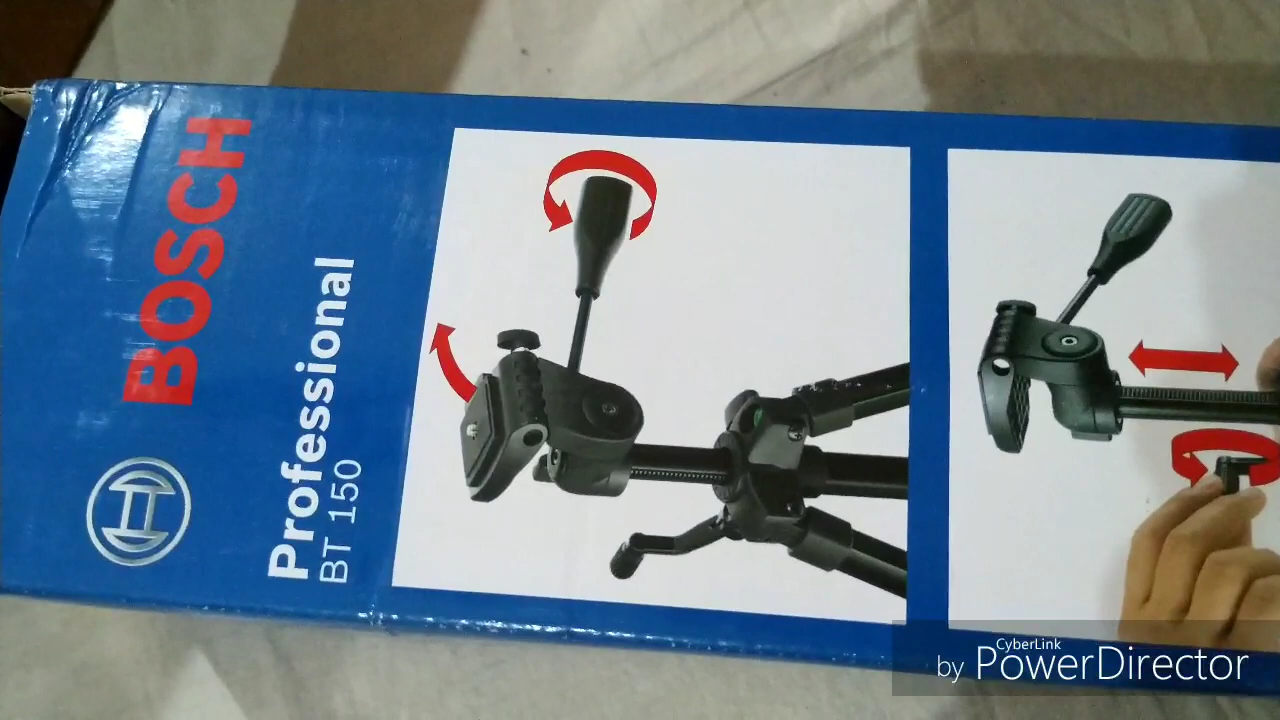 BOSCH
Professional
BT 150
CyberLink
by PowerDirector